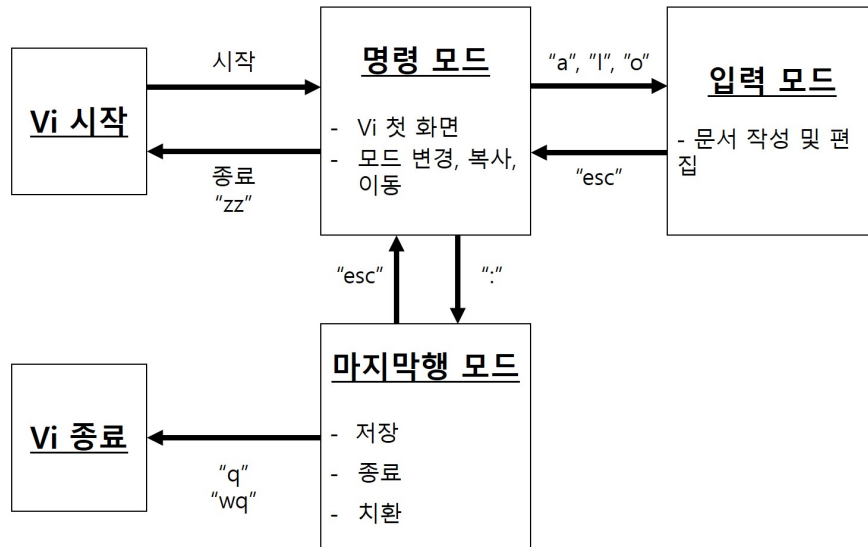 Vi 시작
시작
종료
“zz”
명령 모드
- Vi 첫 화면
- 모드 변경, 복사,
이동
“a”, “I”, “o”
“esc”
입력 모드
- 문서 작성 및 편
집
“esc”
“:”
마지막행 모드
- 저장
- 종료
- 치환
“q”
“wq”
Vi 종료